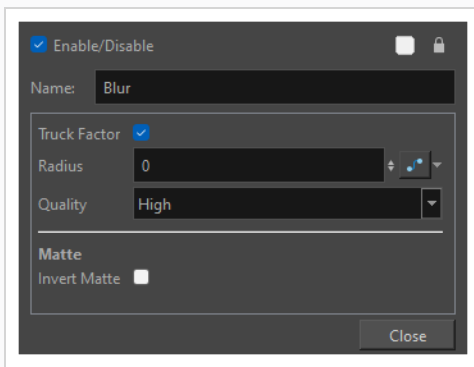 Enable/Disable
Name: Blur
Truck Factor
Radius 0
Quality High
Matte
Invert Matte
Close